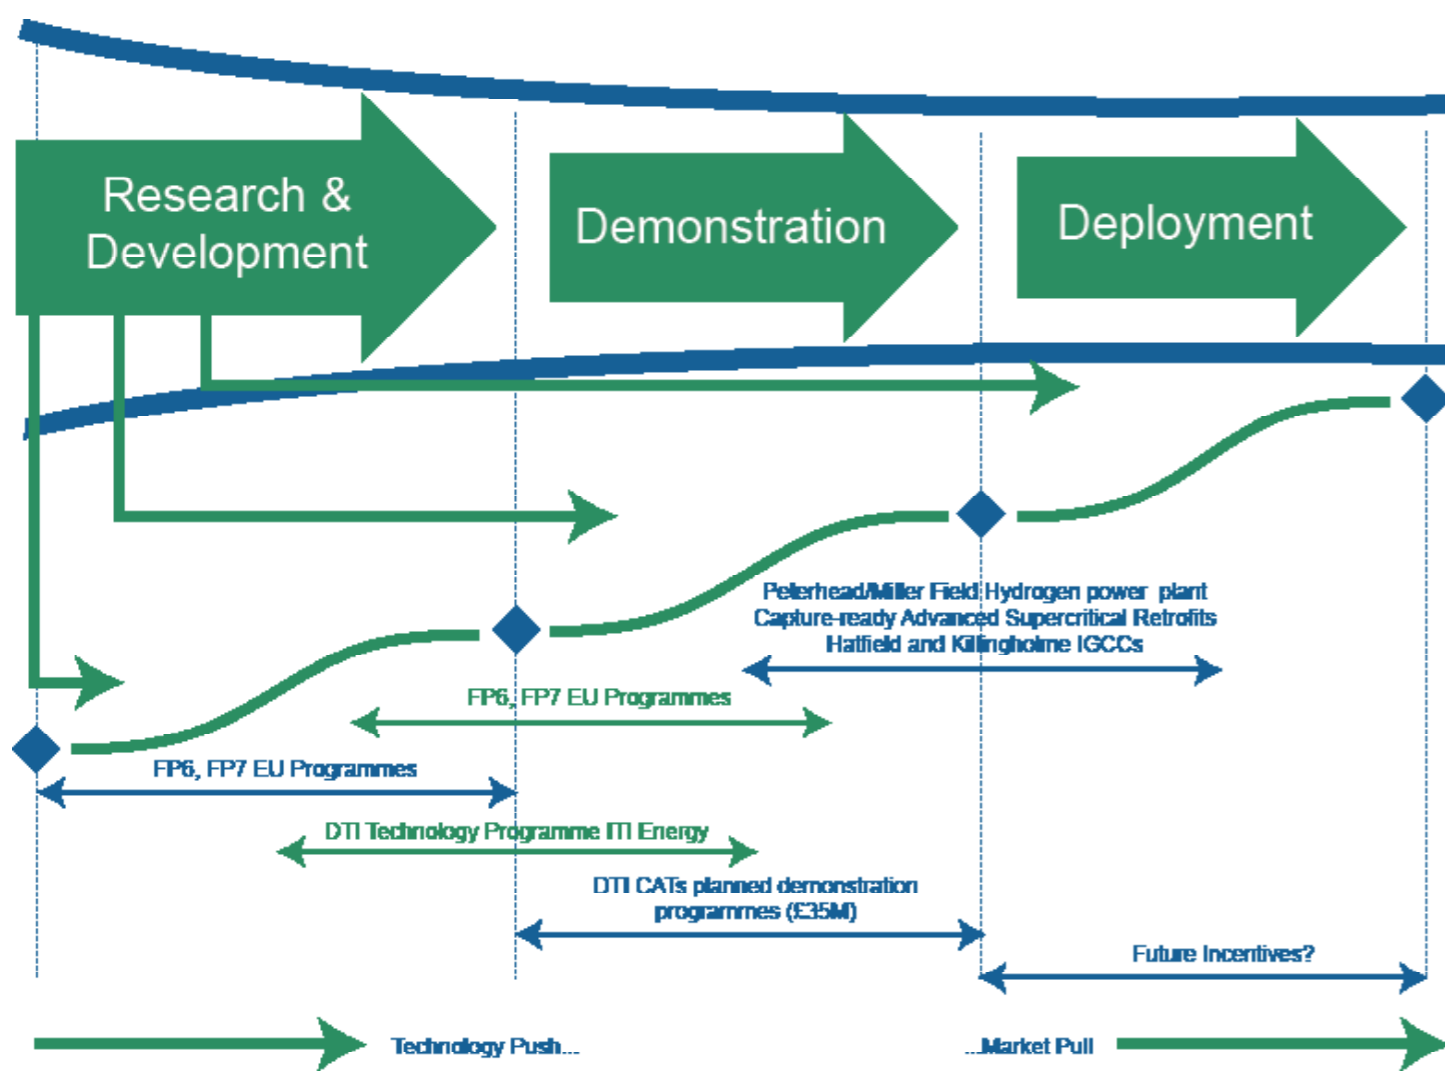 Research &
Development
Demonstration
Deployment
Peterhead/Miller Field Hydrogen power plant
Capture-ready Advanced Supercritical Retrofits
Hatfield and Killingholme IGCCs
FP6, FP7 EU Programmes
FP6, FP7 EU Programmes
DTI Technology Programme ITI Energy
DTI CATs planned demonstration
programmes (£35M)
Future Incentives?
Technology Push...
...Market Pull